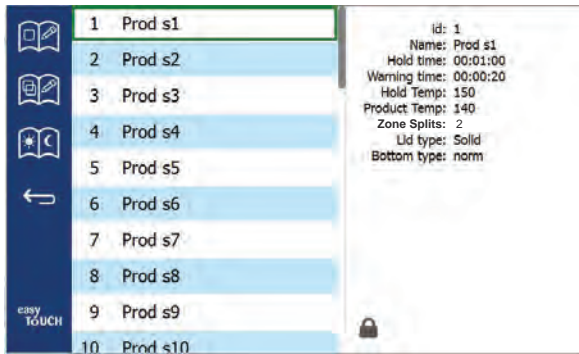 1 Prod s1
2 Prod s2
3 Prod s3
4 Prod s4
5 Prod s5
6 Prod s6
7 Prod s7
8 Prod s8
9 Prod s9
10 Prod s10
Id: 1
Name: Prod s1
Hold time: 00:01:00
Warning time: 00:00:20
Hold Temp: 150
Product Temp: 140
Zone Splits: 2
Lid type: Solid
Bottom type: norm
easy
TOUCH